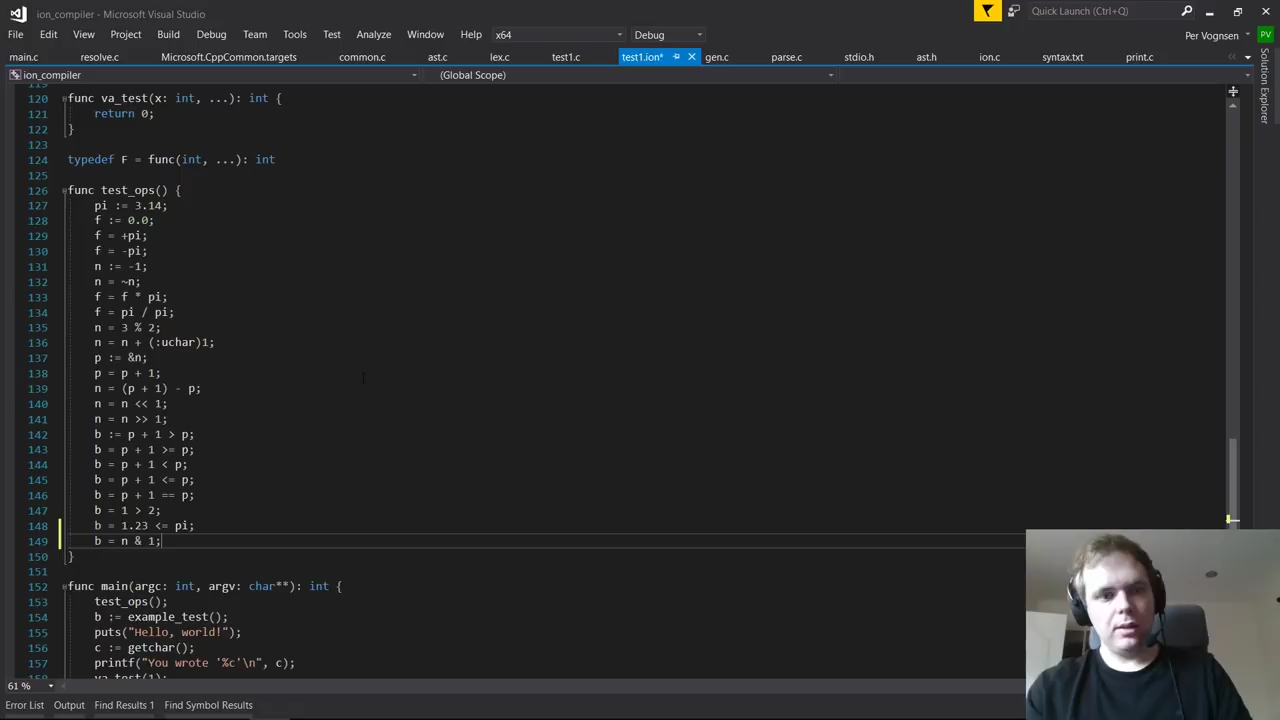 ion_compiler - Microsoft Visual Studio
Quick Launch (Ctrl+Q)
File Edit View Project Build Debug Team Tools Test Analyze Window Help x64 Debug Per Vognsen PV
main.c resolve.c Microsoft.CppCommon.targets common.c ast.c lex.c test1.c test1.ion* gen.c parse.c stdio.h ast.h ion.c syntax.txt print.c
Solution Explorer
ion_compiler (Global Scope)
119
120 func va_test(x: int, ...): int {
121 return 0;
122 }
123
124 typedef F = func(int, ...): int
125
126 func test_ops() {
127 pi := 3.14;
128 f := 0.0;
129 f = +pi;
130 f = -pi;
131 n := -1;
132 n = ~n;
133 f = f * pi;
134 f = pi / pi;
135 n = 3 % 2;
136 n = n + (:uchar)1;
137 p := &n;
138 p = p + 1;
139 n = (p + 1) - p;
140 n = n << 1;
141 n = n >> 1;
142 b := p + 1 > p;
143 b = p + 1 >= p;
144 b = p + 1 < p;
145 b = p + 1 <= p;
146 b = p + 1 == p;
147 b = 1 > 2;
148 b = 1.23 <= pi;
149 b = n & 1;
150 }
151
152 func main(argc: int, argv: char**): int {
153 test_ops();
154 b := example_test();
155 puts("Hello, world!");
156 c := getchar();
157 printf("You wrote '%c'\n", c);
va_test(1);
61 %
Error List Output Find Results 1 Find Symbol Results